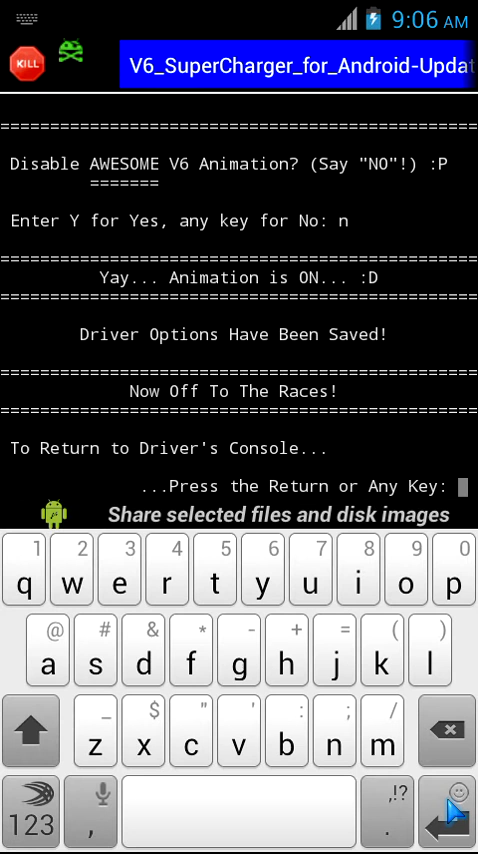 9:06 AM
KILL
V6_SuperCharger_for_Android-Updat
================================================
Disable AWESOME V6 Animation? (Say "NO"!) :P
=======
Enter Y for Yes, any key for No: n
================================================
Yay... Animation is ON... :D
================================================
Driver Options Have Been Saved!
================================================
Now Off To The Races!
================================================
To Return to Driver's Console...
...Press the Return or Any Key:
Share selected files and disk images
1 2 3 4 5 6 7 8 9 0
q w e r t y u i o p
@ # & * - + = ( )
a s d f g h j k l
_ $ " ' : ; /
z x c v b n m
,!?
123 , .